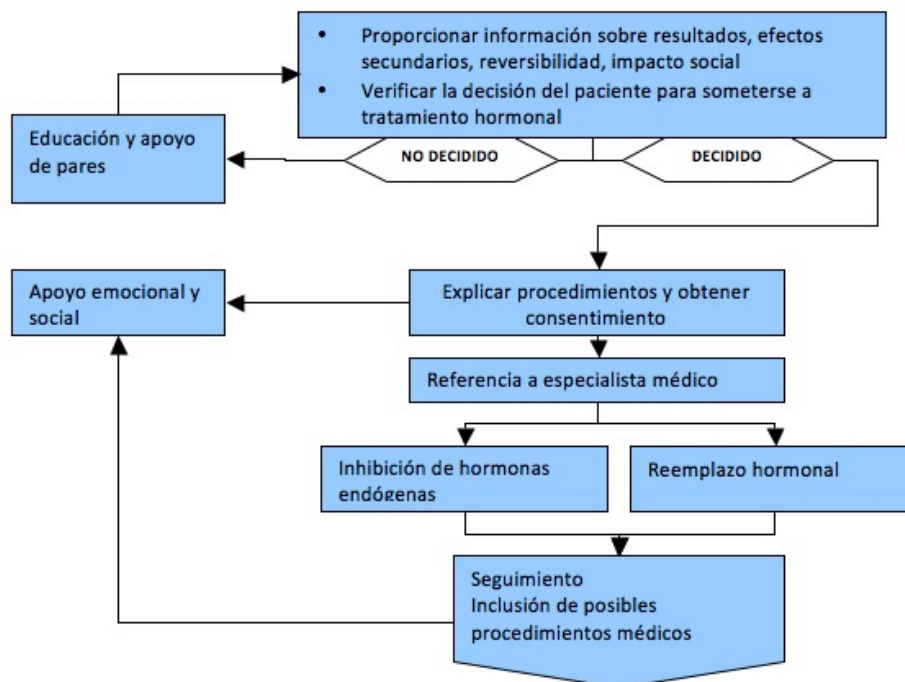 • Proporcionar información sobre resultados, efectos
secundarios, reversibilidad, impacto social
• Verificar la decisión del paciente para someterse a
tratamiento hormonal
Educación y apoyo
de pares
NO DECIDIDO
DECIDIDO
Apoyo emocional y
social
Explicar procedimientos y obtener
consentimiento
Referencia a especialista médico
Inhibición de hormonas
endógenas
Reemplazo hormonal
Seguimiento
Inclusión de posibles
procedimientos médicos